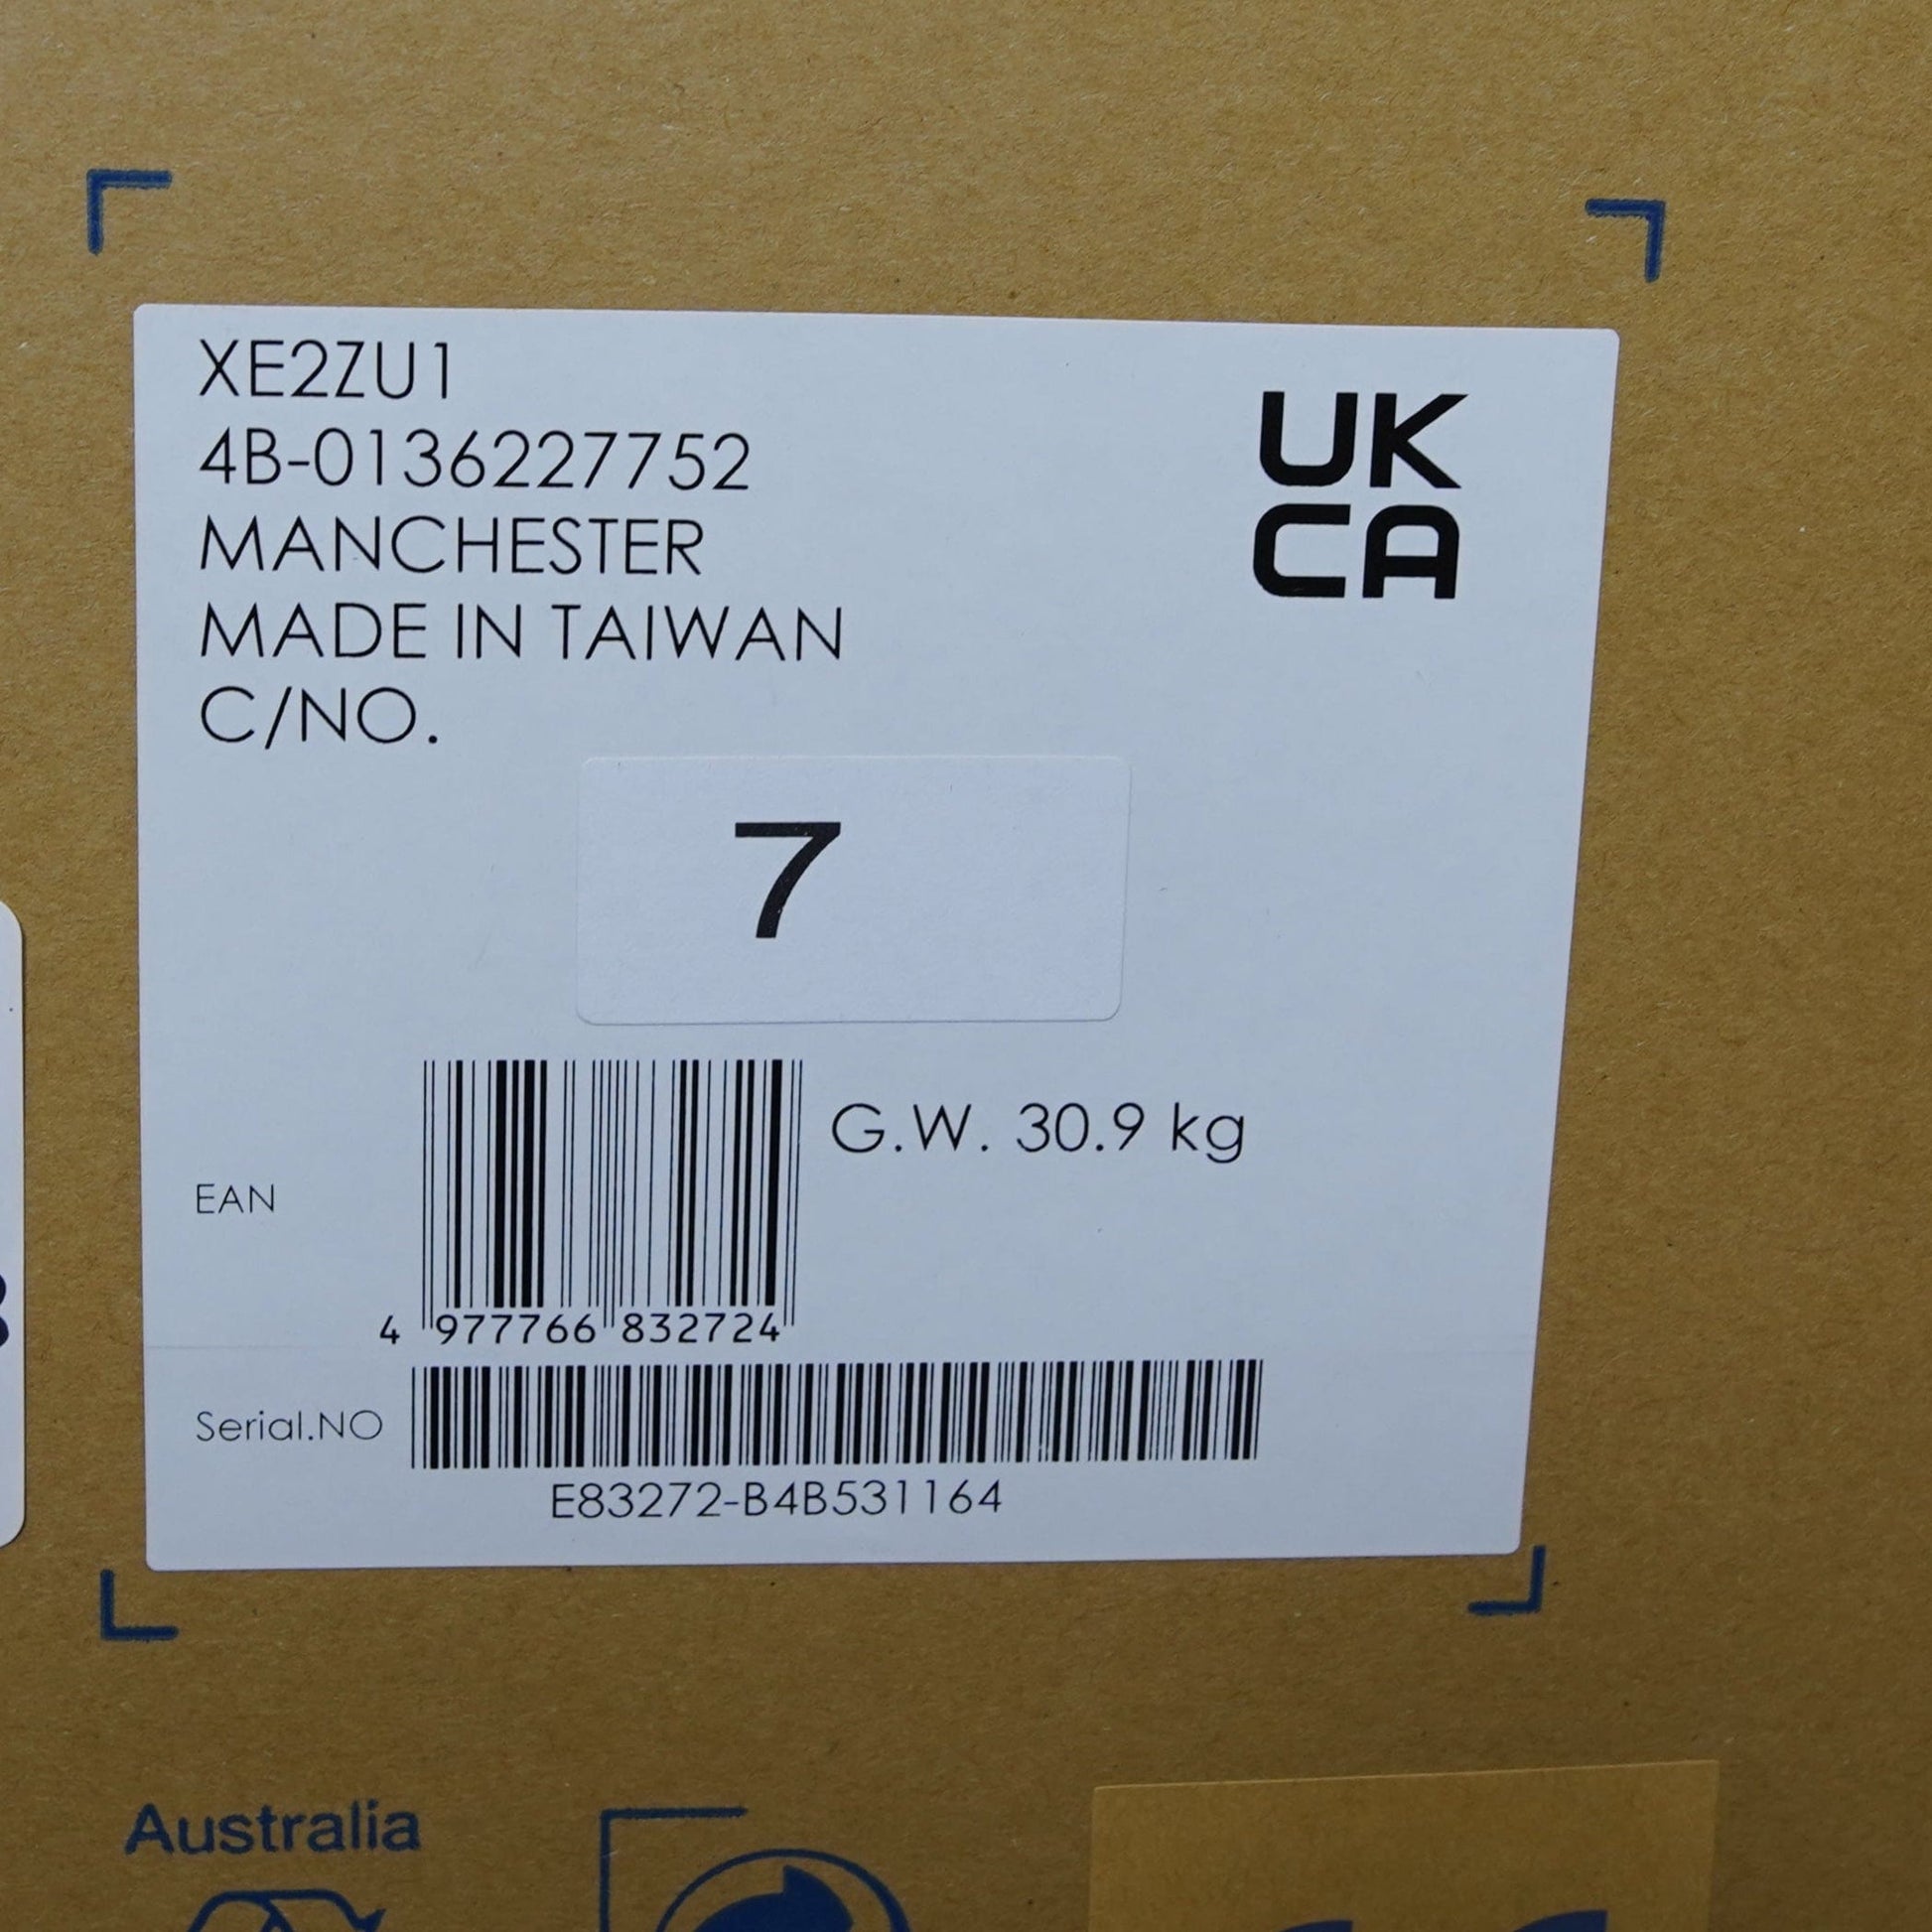 XE2ZU1
4B-0136227752
MANCHESTER
MADE IN TAIWAN
C/NO.
UK
CA
7
G.W. 30.9 kg
EAN
4 977766 832724
Serial.NO
E83272-B4B531164
Australia